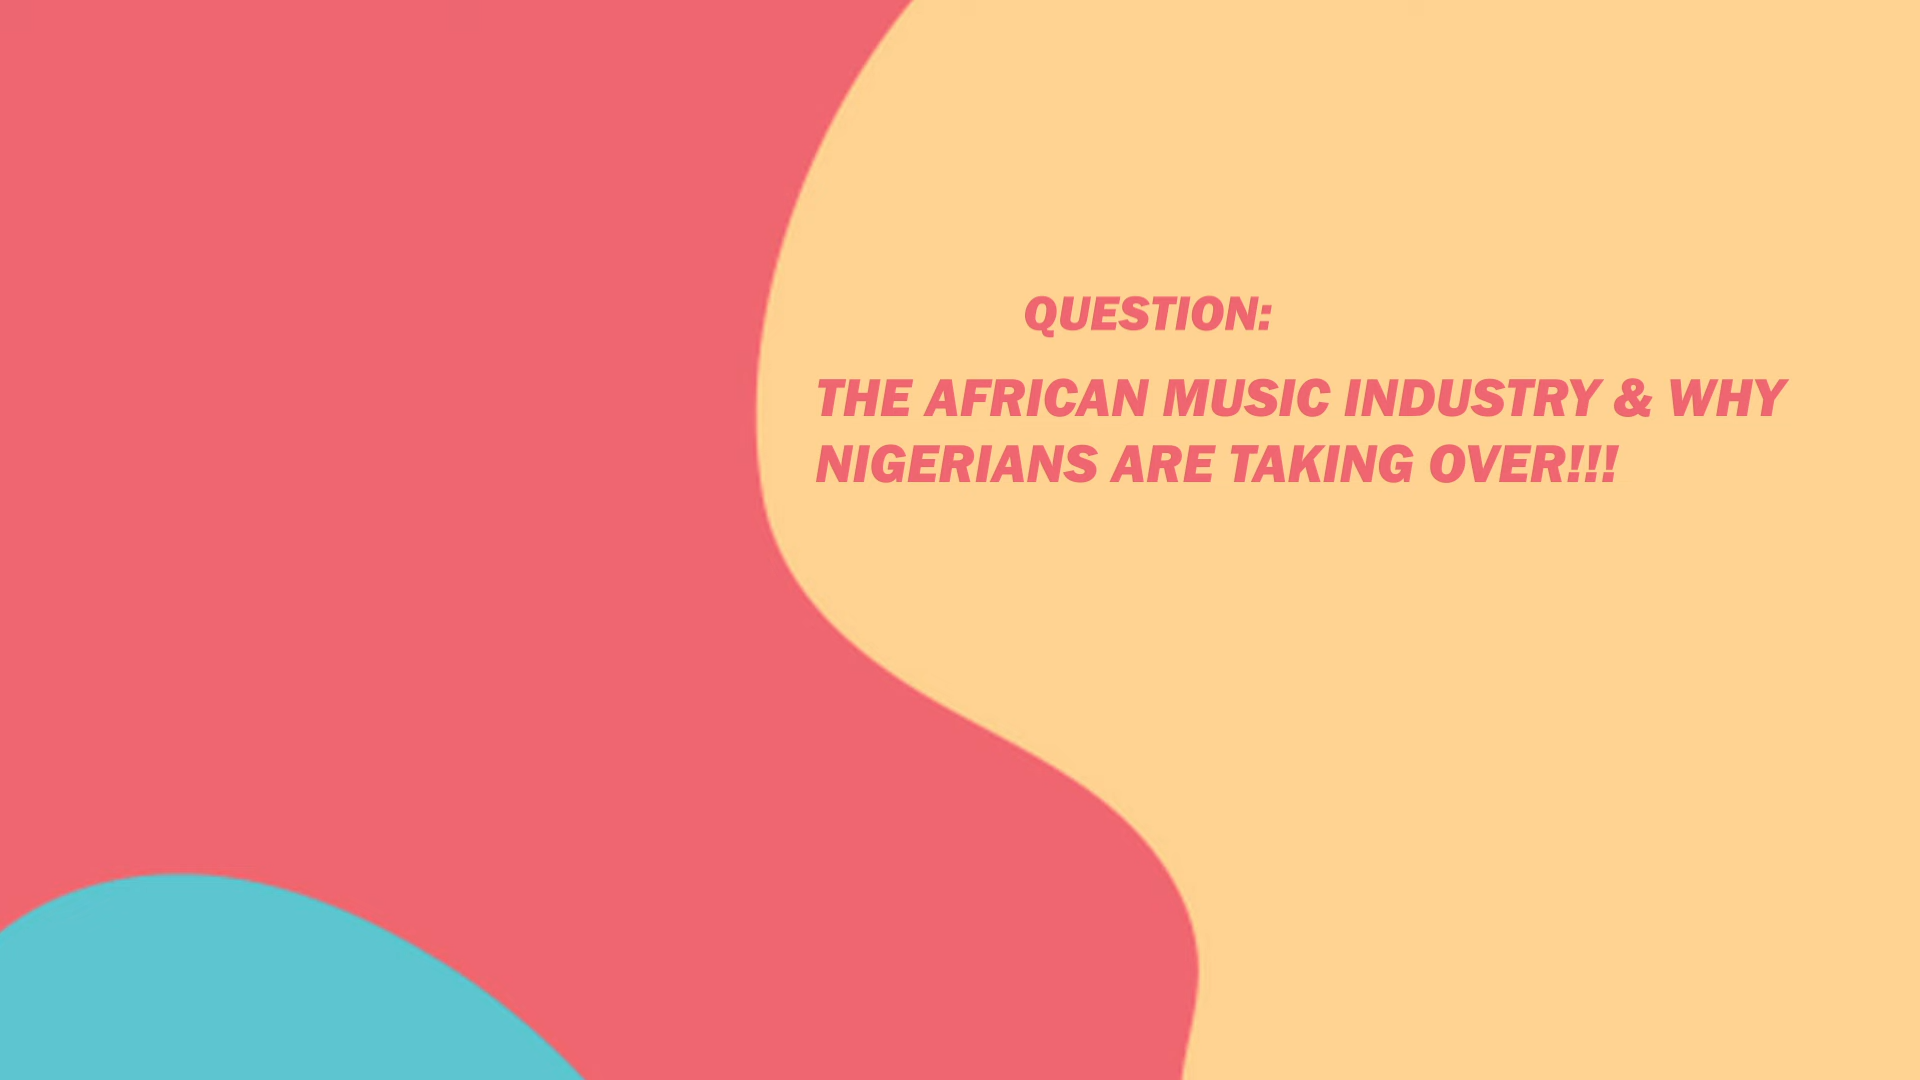 QUESTION:
THE AFRICAN MUSIC INDUSTRY & WHY
NIGERIANS ARE TAKING OVER!!!